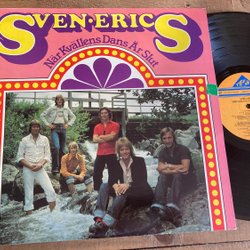 SVEN·ERICS
När Kvällens Dans Är Slut